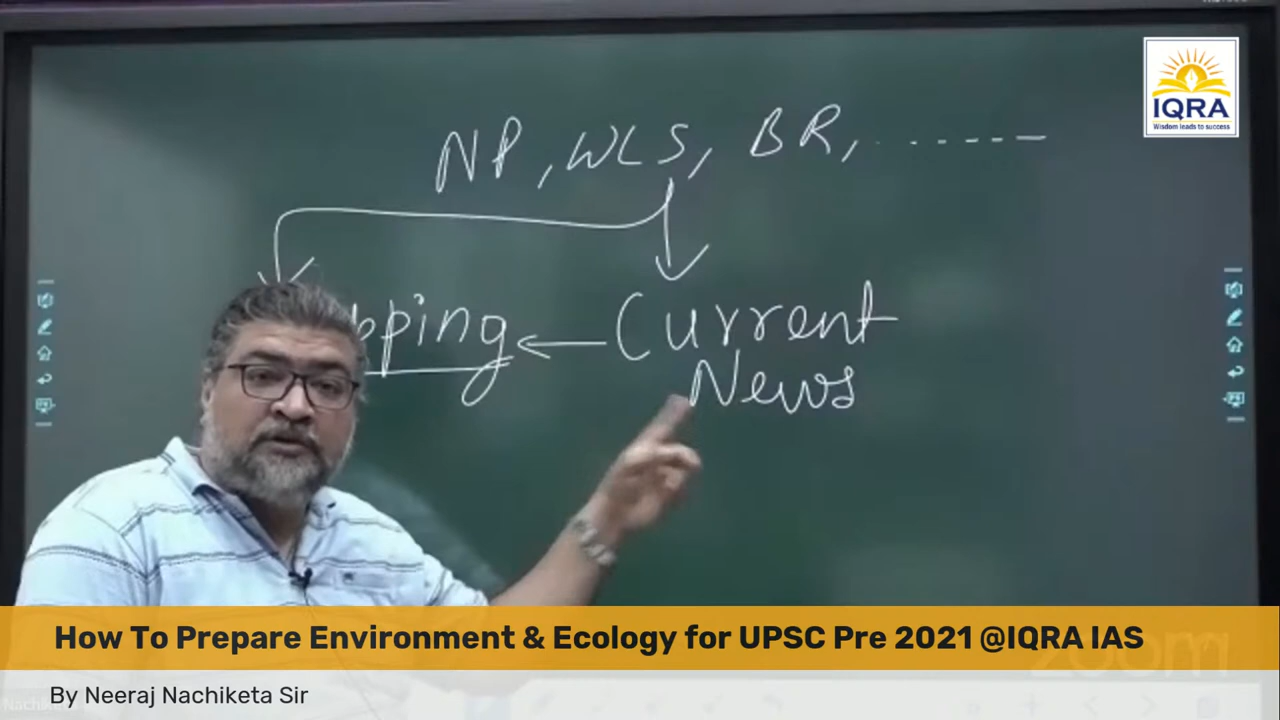 IQRA
Wisdom leads to success
NP, WLS, BR, ------
pping ← Current
News
How To Prepare Environment & Ecology for UPSC Pre 2021 @IQRA IAS
zoom
By Neeraj Nachiketa Sir